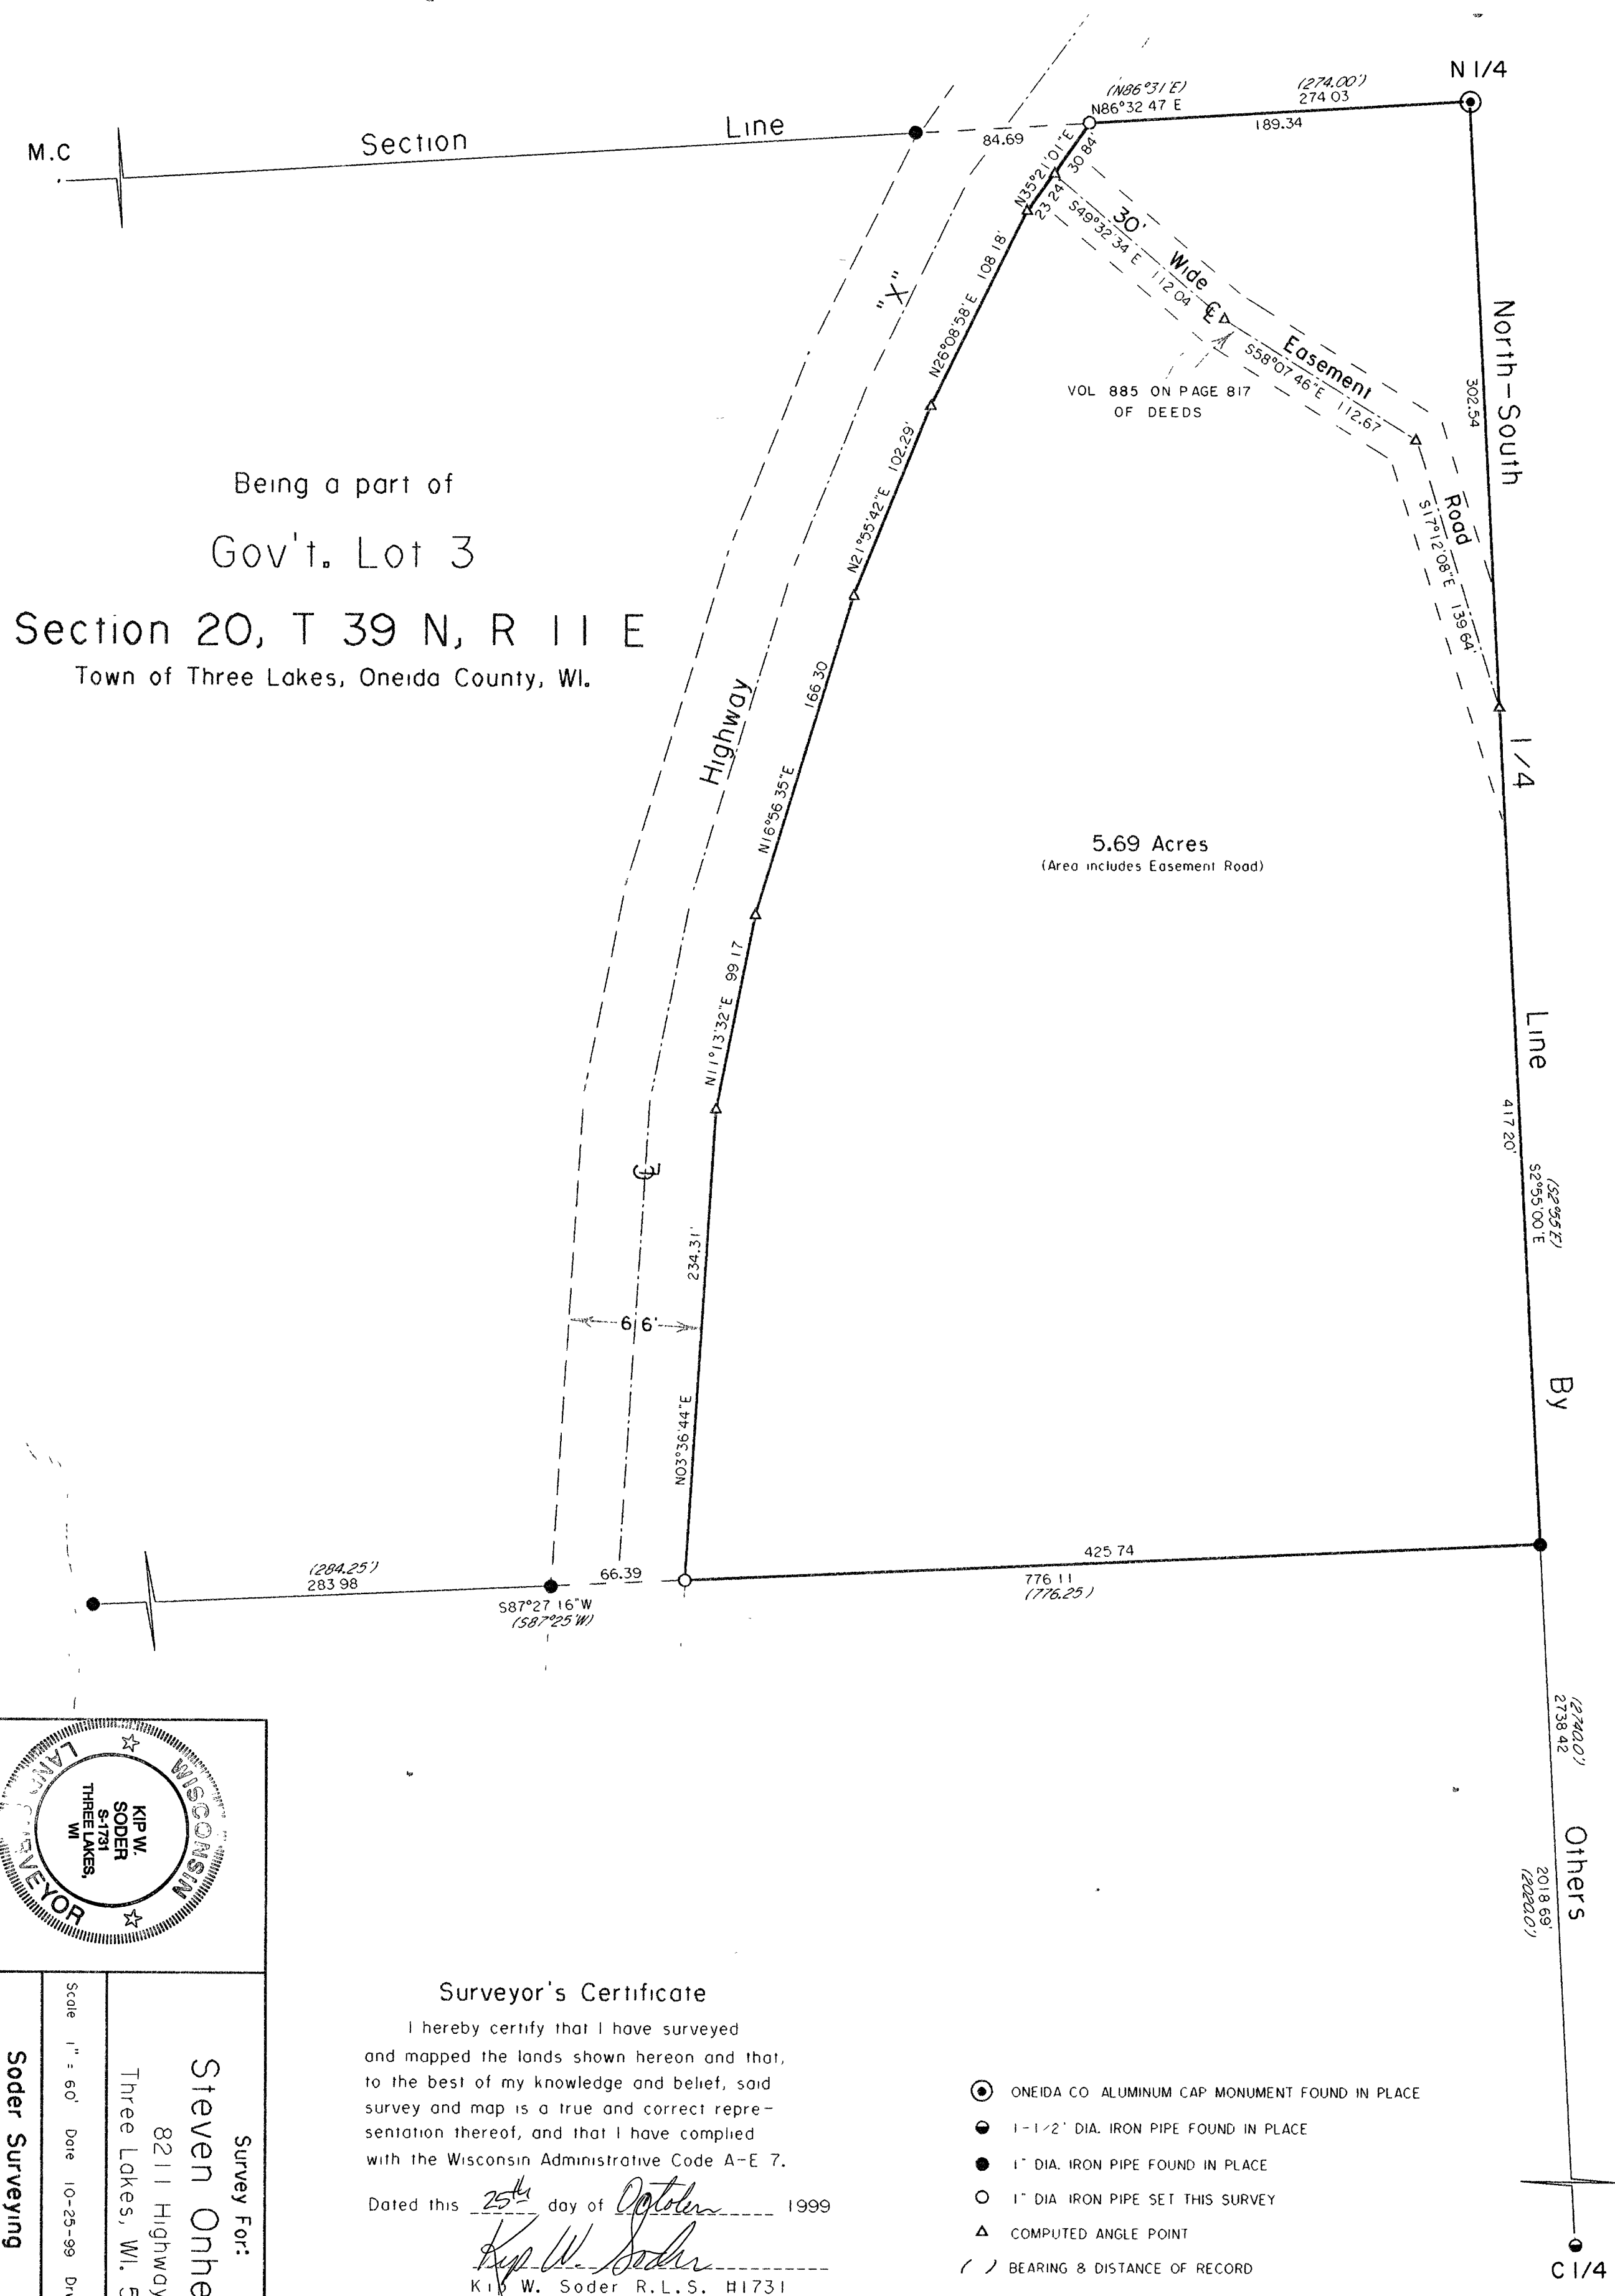 N 1/4
(N86°31'E)
N86°32 47 E
(274.00')
274 03
189.34
84.69
M.C
Section Line
N35°21'01"E
30 84'
23 24'
30' Wide Easement Road
S49°32'34 E 112 04
℄
S58°07 46"E 112.67
S17°12'08"E 139 64'
VOL 885 ON PAGE 817
OF DEEDS
North-South 1/4 Line By Others
302.54
417 20'
S2°55'00'E
(S2°55'E)
N26°08'58'E 108 18'
N21°55'42"E 102.29'
N16°56 35"E 166 30
N11°13'32"E 99 17
N03°36'44"E 234.31'
Highway "X"
℄
66'
Being a part of
Gov't. Lot 3
Section 20, T 39 N, R 11 E
Town of Three Lakes, Oneida County, WI.
5.69 Acres
(Area includes Easement Road)
(284.25')
283 98
66.39
S87°27 16"W
(S87°25'W)
425 74
776 11
(776.25)
(2740.0')
2738 42
2018 69'
(2020.0')
C 1/4
WISCONSIN
LAND SURVEYOR
KIP W.
SODER
S-1731
THREE LAKES,
WI
Survey For:
Steven Onhe
8211 Highway
Three Lakes, WI. 5
Scale 1" = 60' Date 10-25-99 Dr
Soder Surveying
Surveyor's Certificate
I hereby certify that I have surveyed
and mapped the lands shown hereon and that,
to the best of my knowledge and belief, said
survey and map is a true and correct repre-
sentation thereof, and that I have complied
with the Wisconsin Administrative Code A-E 7.
Dated this 25th day of October 1999
Kip W. Soder
Kip W. Soder R.L.S. #1731
ONEIDA CO ALUMINUM CAP MONUMENT FOUND IN PLACE
1-1/2" DIA. IRON PIPE FOUND IN PLACE
1" DIA. IRON PIPE FOUND IN PLACE
1" DIA IRON PIPE SET THIS SURVEY
COMPUTED ANGLE POINT
( ) BEARING & DISTANCE OF RECORD